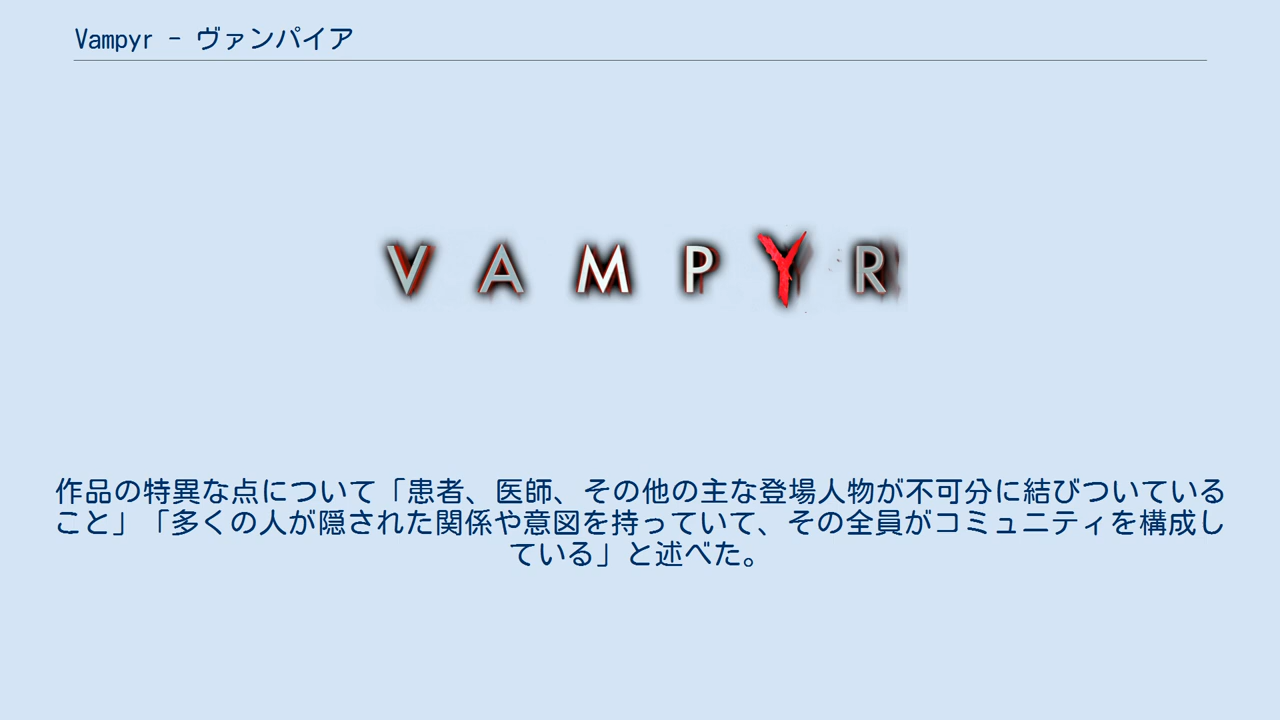 Vampyr - ヴァンパイア
VAMPYR
作品の特異な点について「患者、医師、その他の主な登場人物が不可分に結びついている
こと」「多くの人が隠された関係や意図を持っていて、その全員がコミュニティを構成し
ている」と述べた。